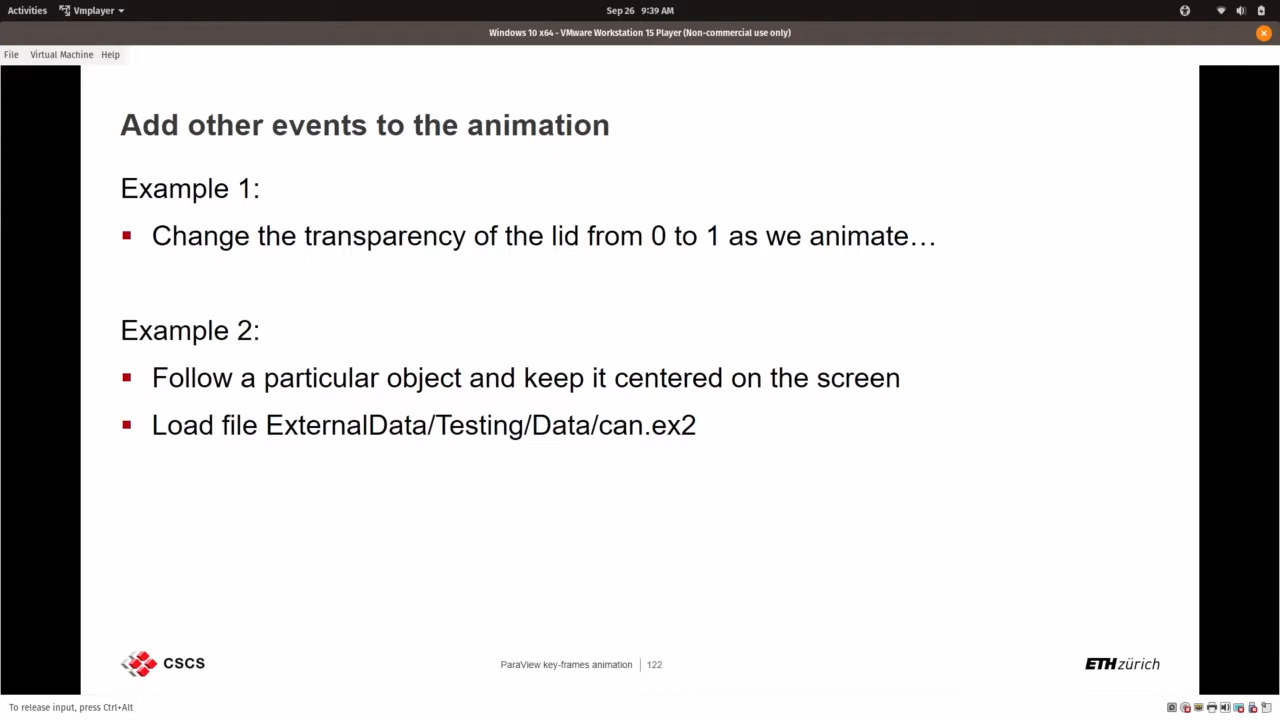 Activities Vmplayer Sep 26 9:39 AM
Windows 10 x64 - VMware Workstation 15 Player (Non-commercial use only)
File Virtual Machine Help
Add other events to the animation
Example 1:
▪ Change the transparency of the lid from 0 to 1 as we animate…
Example 2:
▪ Follow a particular object and keep it centered on the screen
▪ Load file ExternalData/Testing/Data/can.ex2
CSCS ParaView key-frames animation 122 ETH zürich
To release input, press Ctrl+Alt